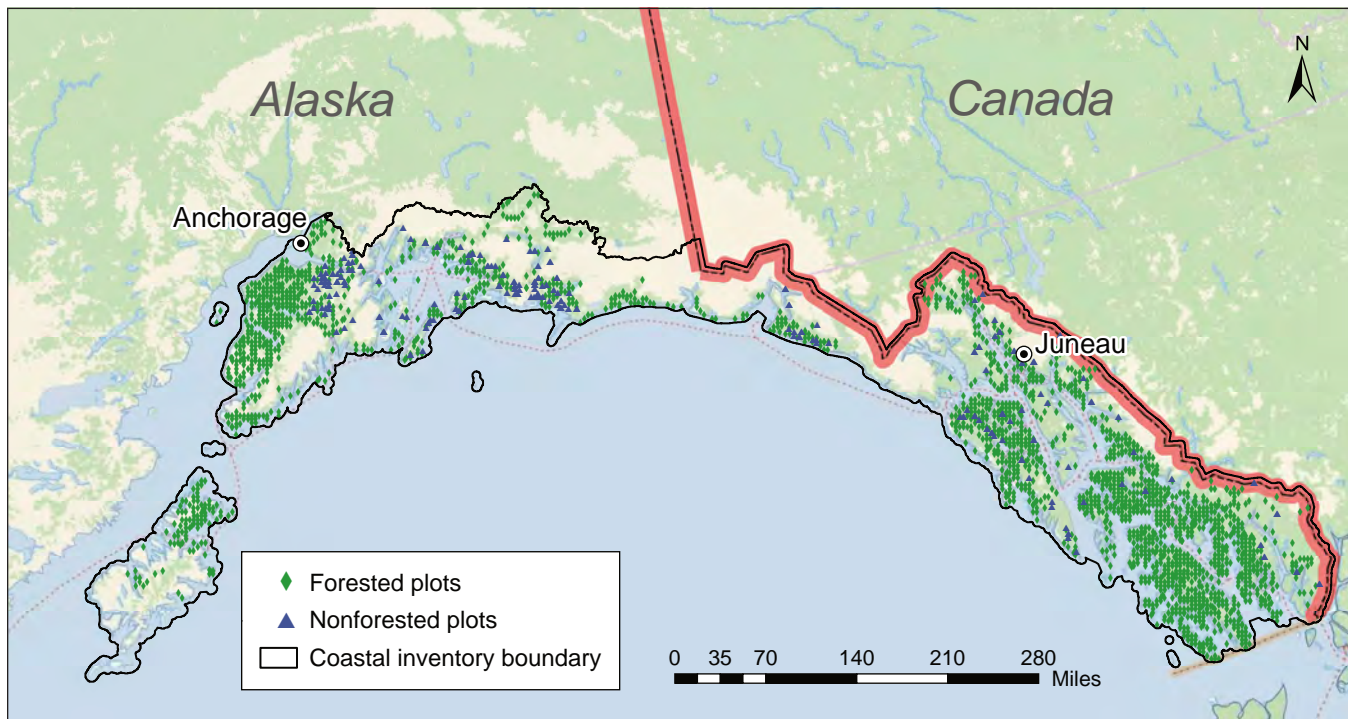 Alaska
Canada
N
Anchorage
Juneau
Forested plots
Nonforested plots
Coastal inventory boundary
0 35 70 140 210 280
Miles